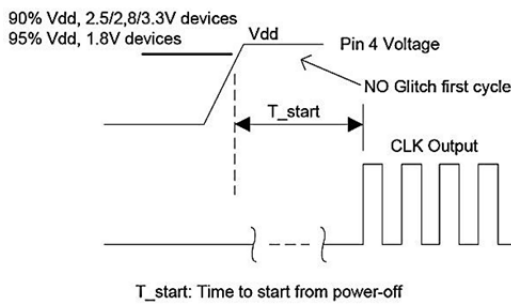 90% Vdd, 2.5/2,8/3.3V devices
95% Vdd, 1.8V devices
Vdd
Pin 4 Voltage
NO Glitch first cycle
T_start
CLK Output
T_start: Time to start from power-off